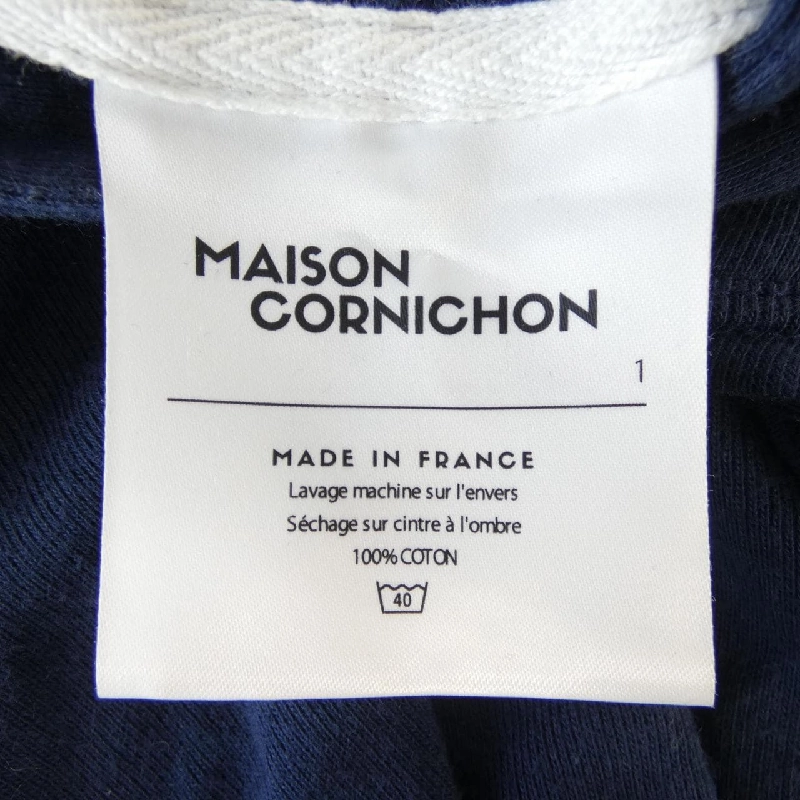 MAISON
CORNICHON
1
MADE IN FRANCE
Lavage machine sur l'envers
Séchage sur cintre à l'ombre
100% COTON
40